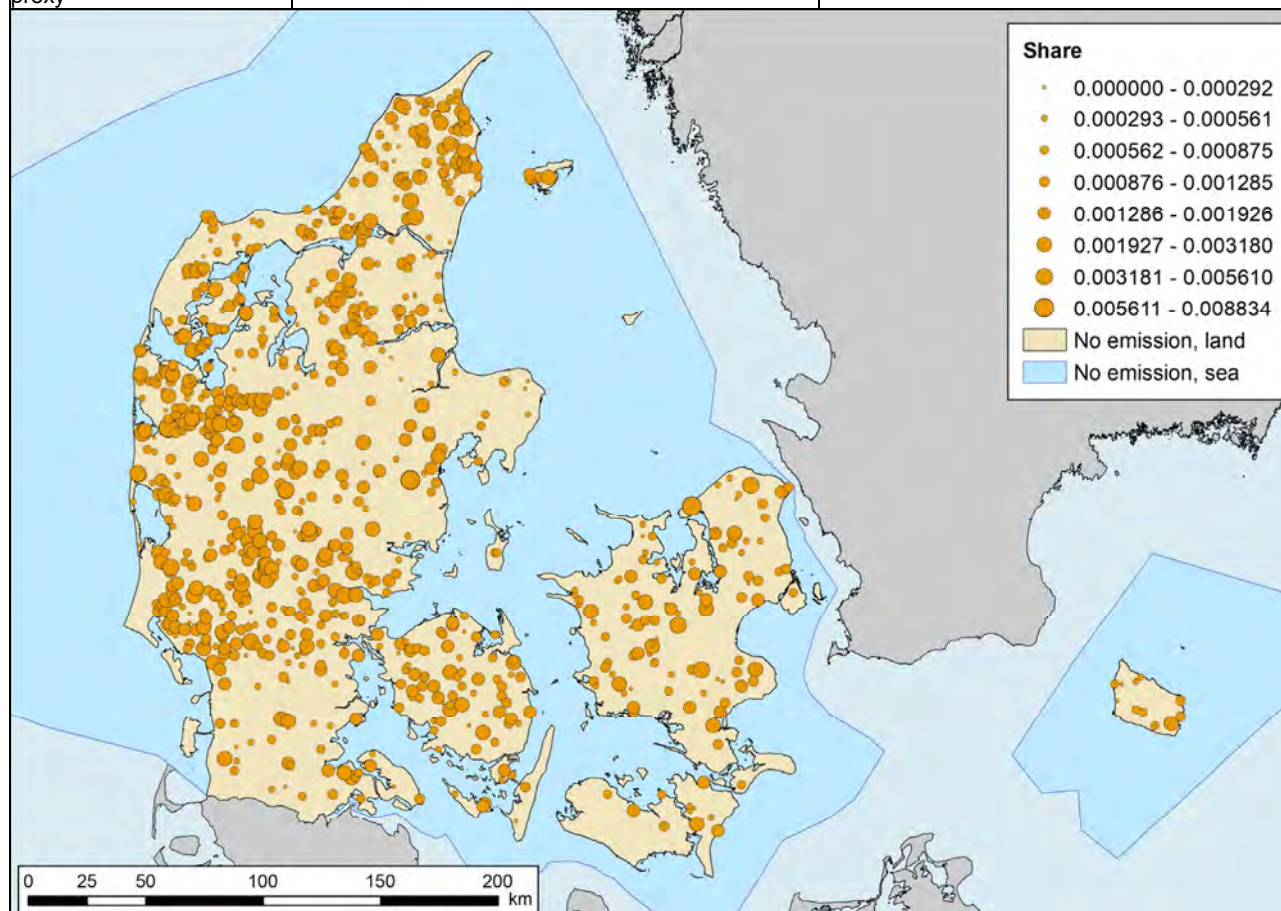 proxy
Share
0.000000 - 0.000292
0.000293 - 0.000561
0.000562 - 0.000875
0.000876 - 0.001285
0.001286 - 0.001926
0.001927 - 0.003180
0.003181 - 0.005610
0.005611 - 0.008834
No emission, land
No emission, sea
0 25 50 100 150 200
km